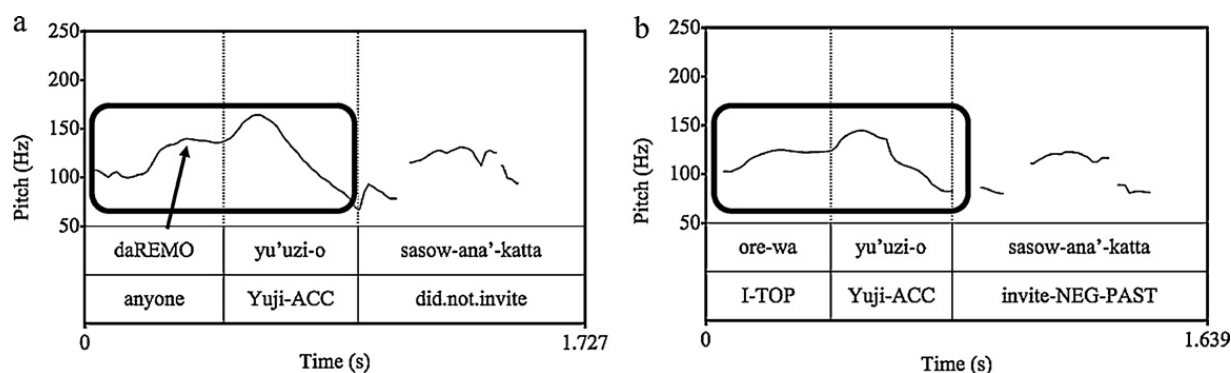 a
250
200
150
100
50
Pitch (Hz)
daREMO yu'uzi-o sasow-ana'-katta
anyone Yuji-ACC did.not.invite
0 1.727
Time (s)
b
250
200
150
100
50
Pitch (Hz)
ore-wa yu'uzi-o sasow-ana'-katta
I-TOP Yuji-ACC invite-NEG-PAST
0 1.639
Time (s)